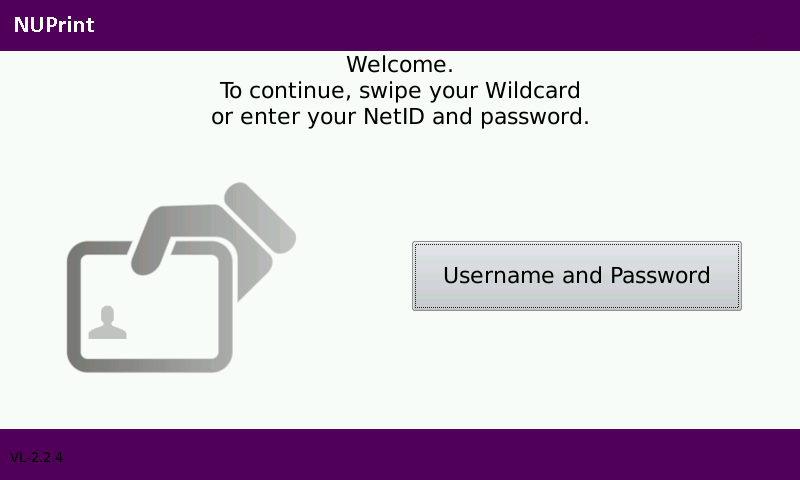 NUPrint
Welcome.
To continue, swipe your Wildcard
or enter your NetID and password.
Username and Password
VL-2.2.4